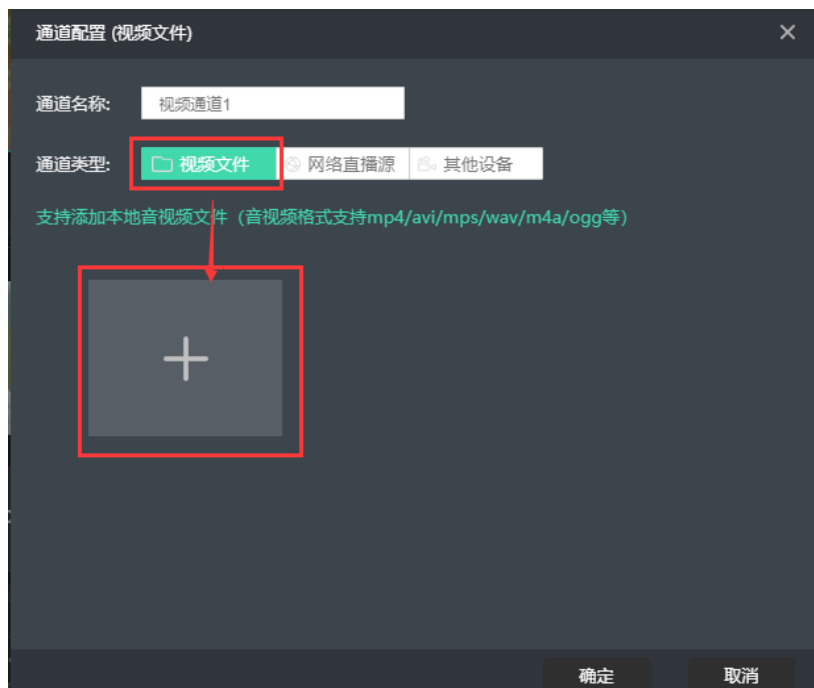 通道配置 (视频文件)
通道名称: 视频通道1
通道类型: 视频文件 网络直播源 其他设备
支持添加本地音视频文件（音视频格式支持mp4/avi/mps/wav/m4a/ogg等）
确定 取消